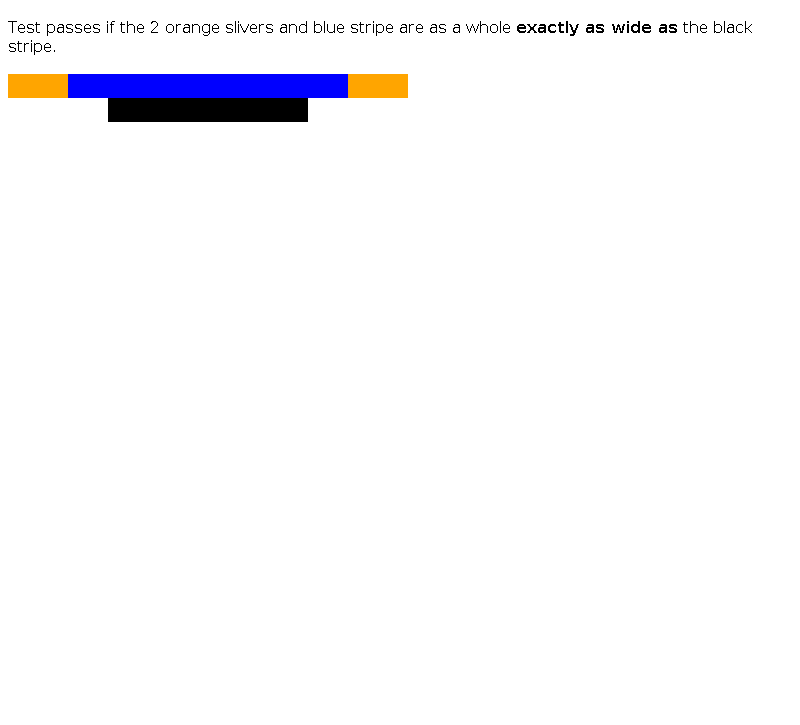 Test passes if the 2 orange slivers and blue stripe are as a whole exactly as wide as the black
stripe.